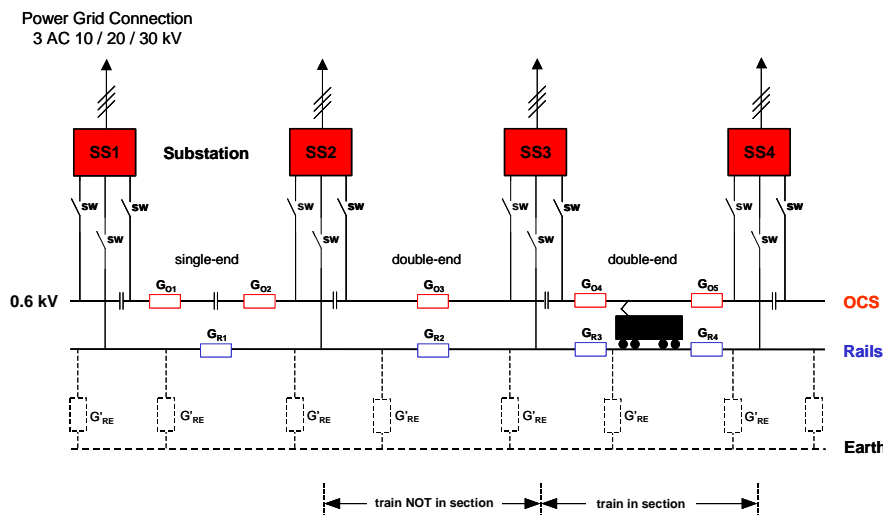 Power Grid Connection
3 AC 10 / 20 / 30 kV
SS1
Substation
SS2
SS3
SS4
SW
SW
SW
SW
SW
SW
SW
SW
SW
SW
SW
SW
single-end
double-end
double-end
0.6 kV
GO1
GO2
GO3
GO4
GO5
OCS
GR1
GR2
GR3
GR4
Rails
G'RE
G'RE
G'RE
G'RE
G'RE
G'RE
G'RE
G'RE
Earth
train NOT in section
train in section